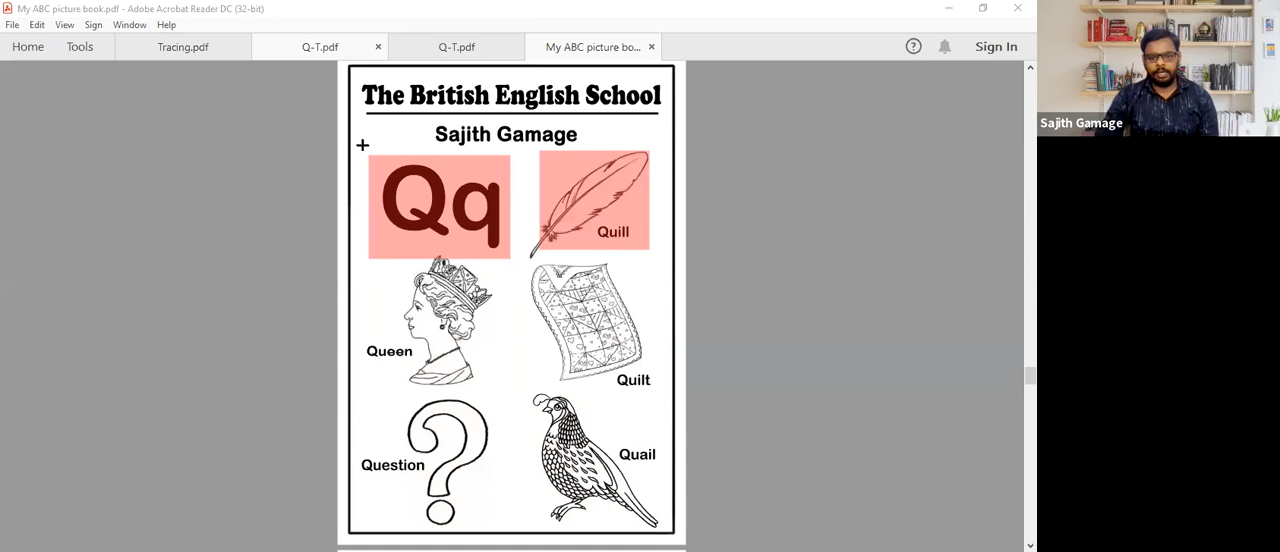 My ABC picture book.pdf - Adobe Acrobat Reader DC (32-bit)
File Edit View Sign Window Help
Home Tools Tracing.pdf Q-T.pdf × Q-T.pdf My ABC picture bo... × ? Sign In
The British English School
Sajith Gamage
Qq
Quill
Queen
Quilt
Question
?
Quail
Sajith Gamage